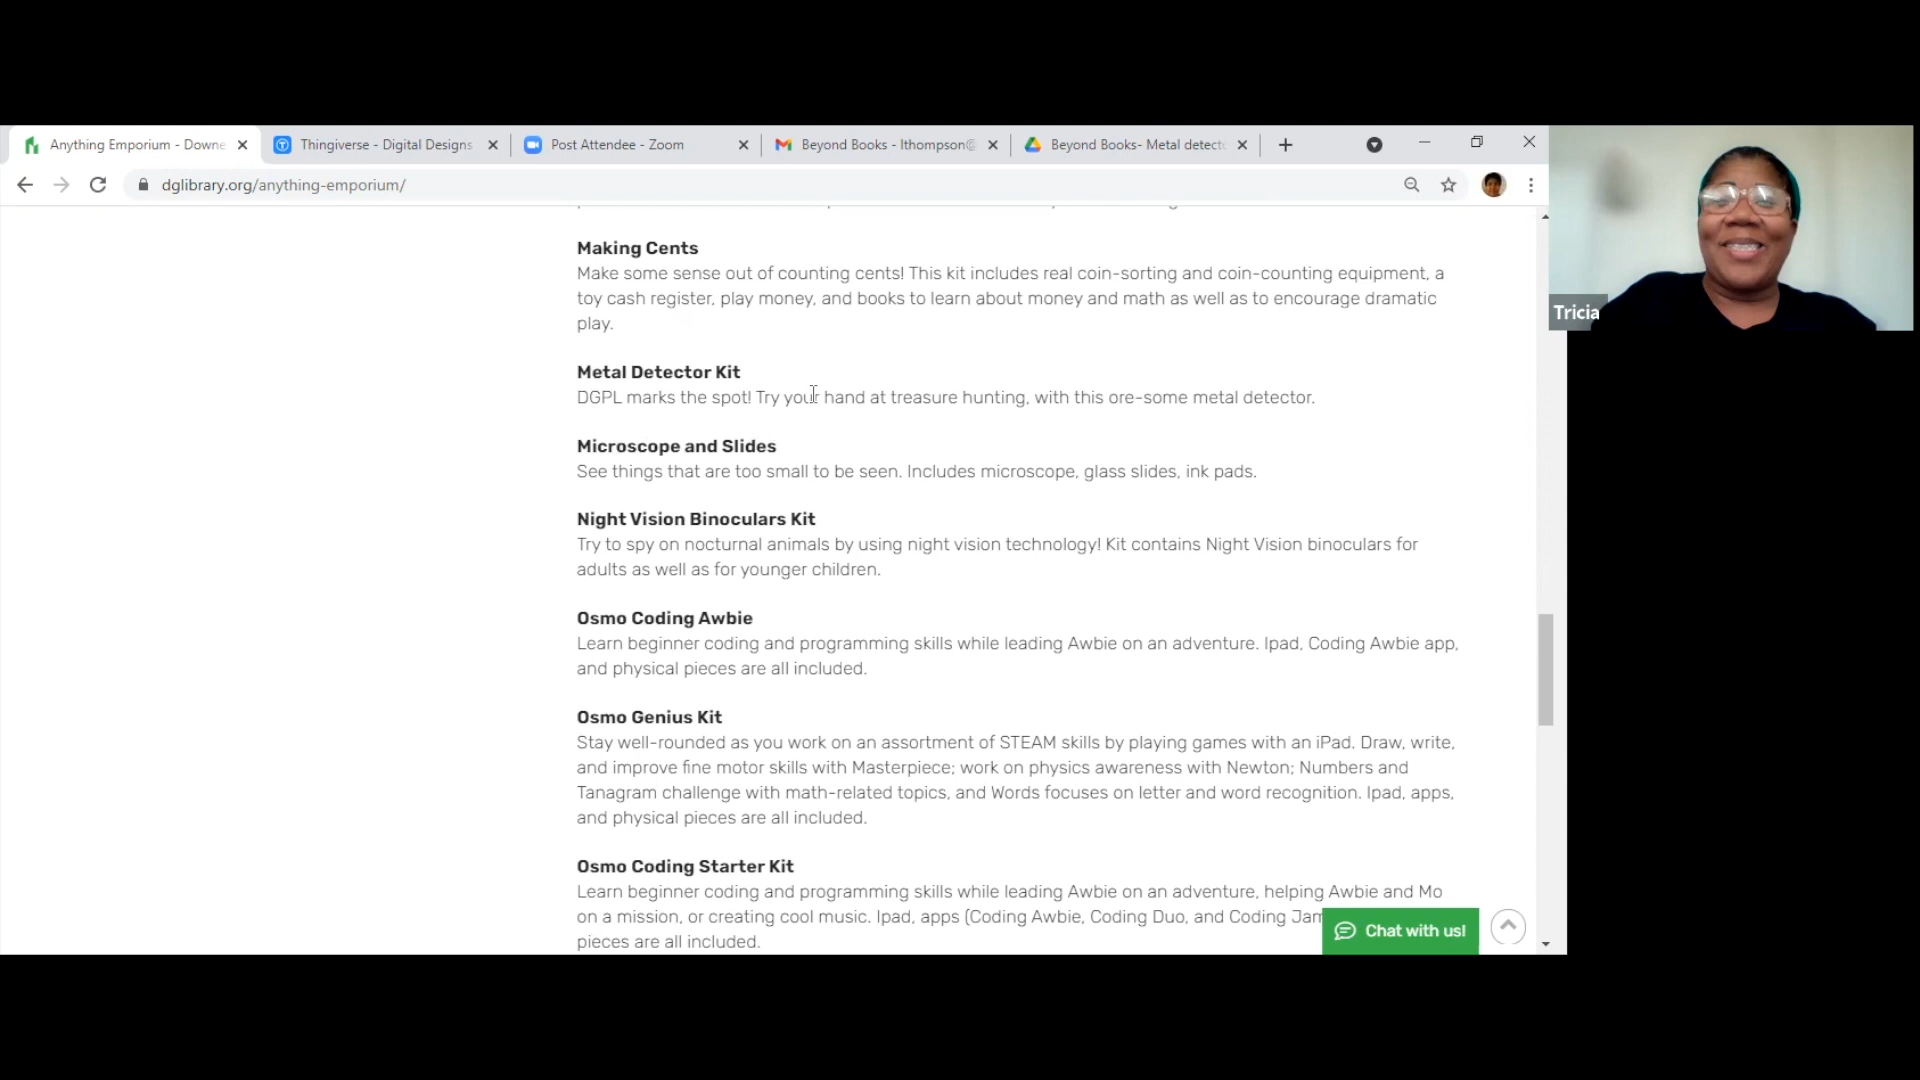 Anything Emporium - Downe
Thingiverse - Digital Designs
Post Attendee - Zoom
Beyond Books - lthompson@
Beyond Books- Metal detect
dglibrary.org/anything-emporium/
Making Cents
Make some sense out of counting cents! This kit includes real coin-sorting and coin-counting equipment, a
toy cash register, play money, and books to learn about money and math as well as to encourage dramatic
play.
Metal Detector Kit
DGPL marks the spot! Try your hand at treasure hunting, with this ore-some metal detector.
Microscope and Slides
See things that are too small to be seen. Includes microscope, glass slides, ink pads.
Night Vision Binoculars Kit
Try to spy on nocturnal animals by using night vision technology! Kit contains Night Vision binoculars for
adults as well as for younger children.
Osmo Coding Awbie
Learn beginner coding and programming skills while leading Awbie on an adventure. Ipad, Coding Awbie app,
and physical pieces are all included.
Osmo Genius Kit
Stay well-rounded as you work on an assortment of STEAM skills by playing games with an iPad. Draw, write,
and improve fine motor skills with Masterpiece; work on physics awareness with Newton; Numbers and
Tanagram challenge with math-related topics, and Words focuses on letter and word recognition. Ipad, apps,
and physical pieces are all included.
Osmo Coding Starter Kit
Learn beginner coding and programming skills while leading Awbie on an adventure, helping Awbie and Mo
on a mission, or creating cool music. Ipad, apps (Coding Awbie, Coding Duo, and Coding Jam
pieces are all included.
Chat with us!
Tricia